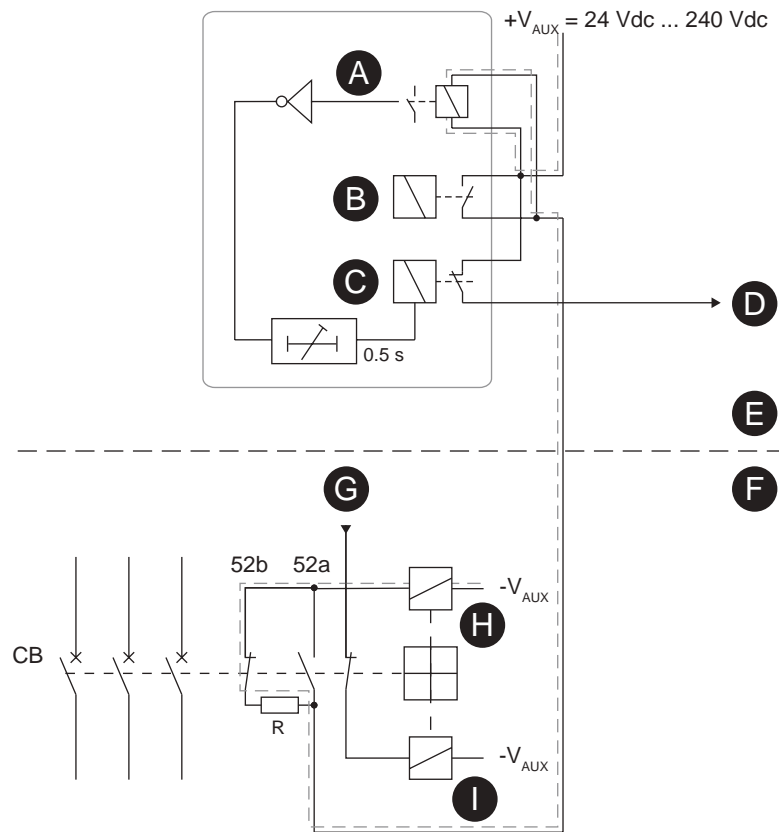 +VAUX = 24 Vdc ... 240 Vdc
A
B
C
D
0.5 s
E
F
G
52b 52a
-VAUX
H
CB
R
-VAUX
I